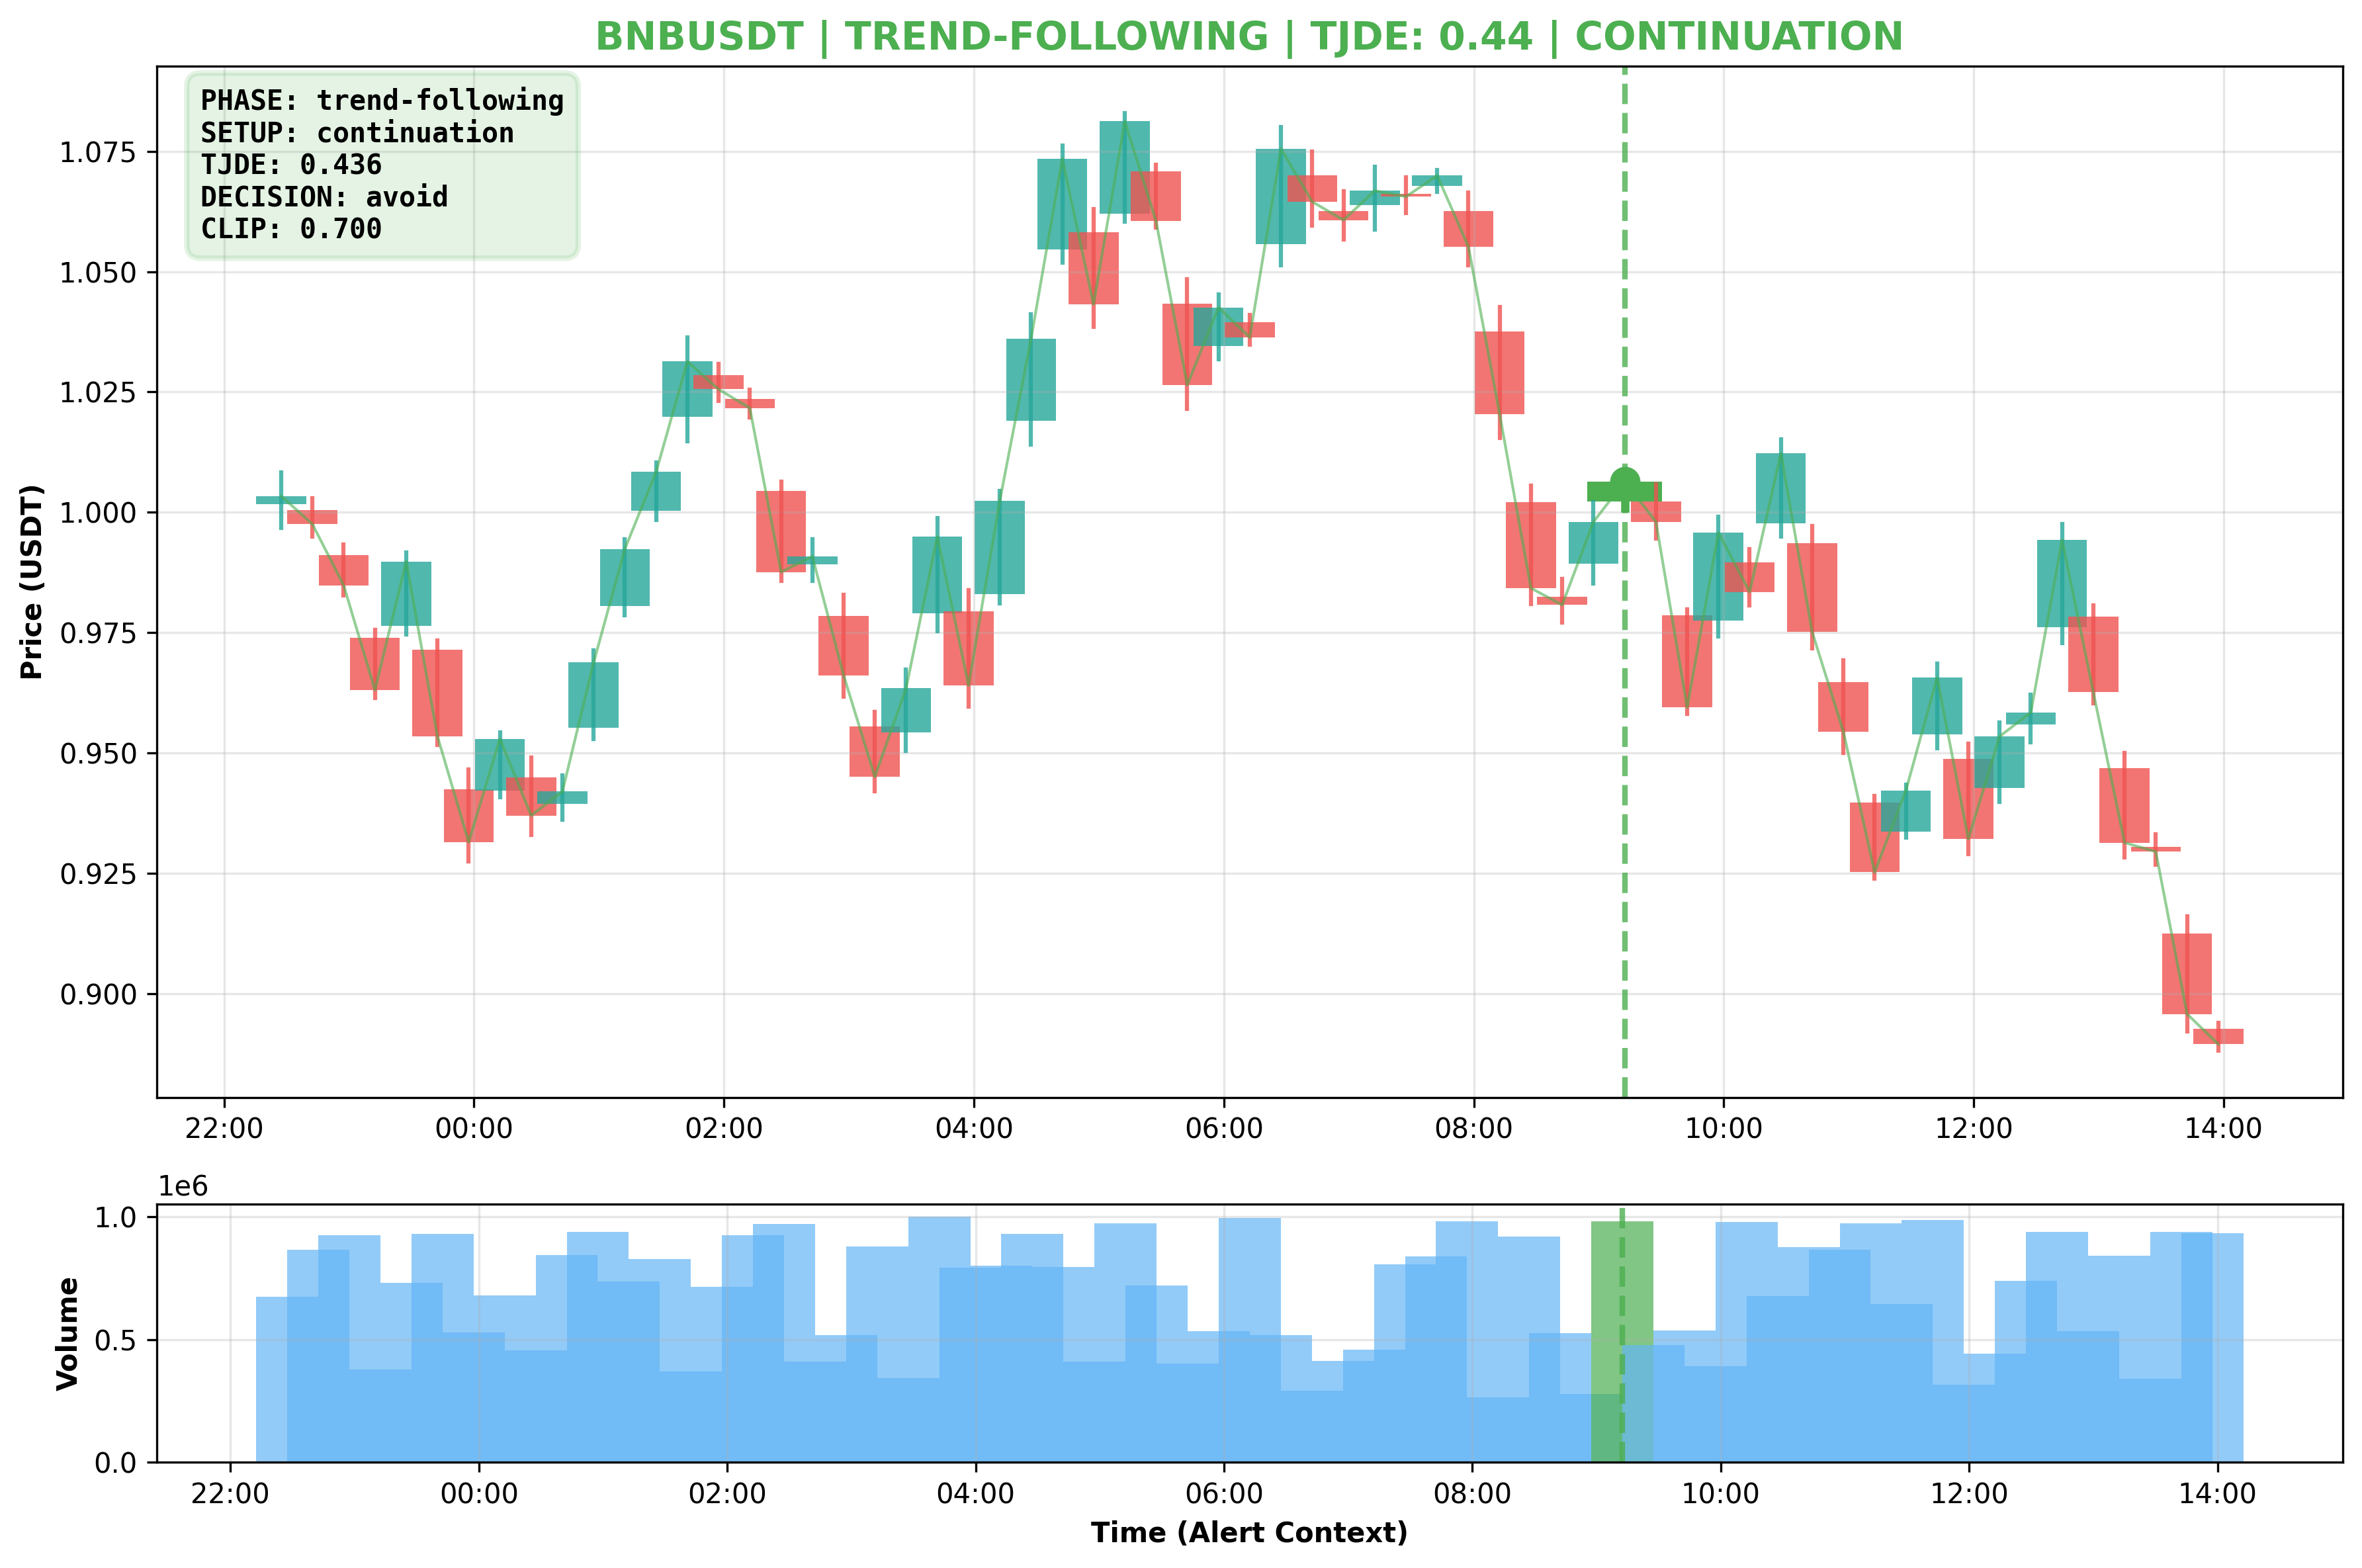 BNBUSDT | TREND-FOLLOWING | TJDE: 0.44 | CONTINUATION
PHASE: trend-following
SETUP: continuation
TJDE: 0.436
DECISION: avoid
CLIP: 0.700
Price (USDT)
1.075
1.050
1.025
1.000
0.975
0.950
0.925
0.900
22:00 00:00 02:00 04:00 06:00 08:00 10:00 12:00 14:00
1e6
Volume
1.0
0.5
0.0
22:00 00:00 02:00 04:00 06:00 08:00 10:00 12:00 14:00
Time (Alert Context)